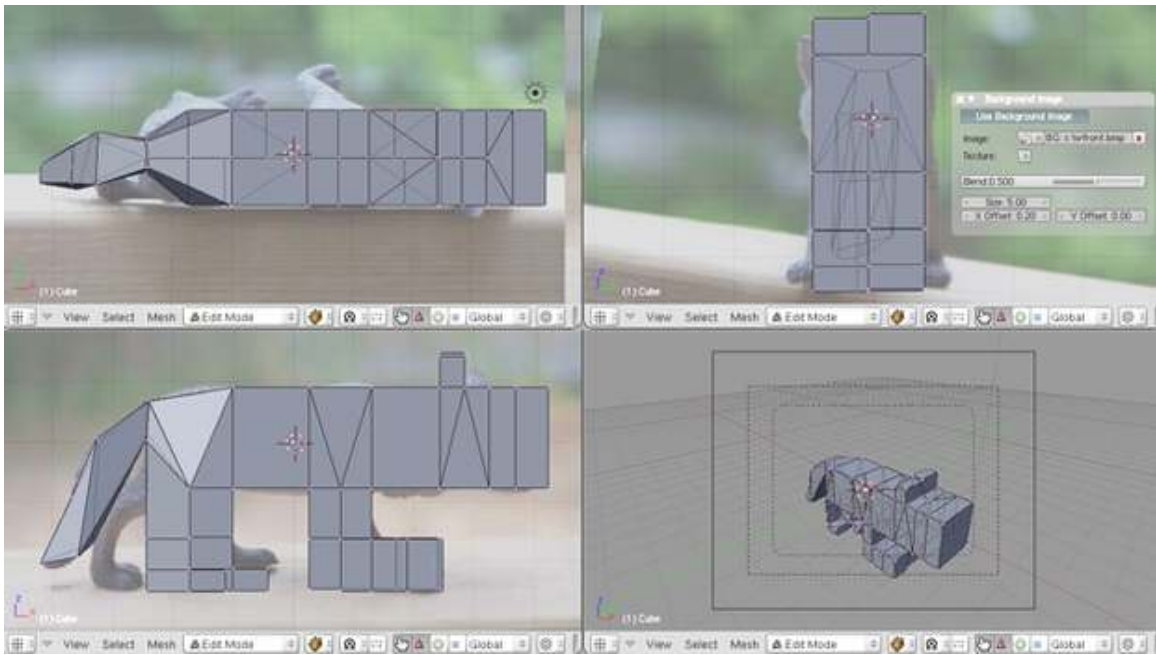 Background Image
Use Background Image
Image:
Texture:
Blend:0.500
Size: 5.00
X Offset: 0.20
Y Offset: 0.00
(1) Cube
View Select Mesh Edit Mode Global
(1) Cube
View Select Mesh Edit Mode Global
(1) Cube
View Select Mesh Edit Mode Global
(1) Cube
View Select Mesh Edit Mode Global